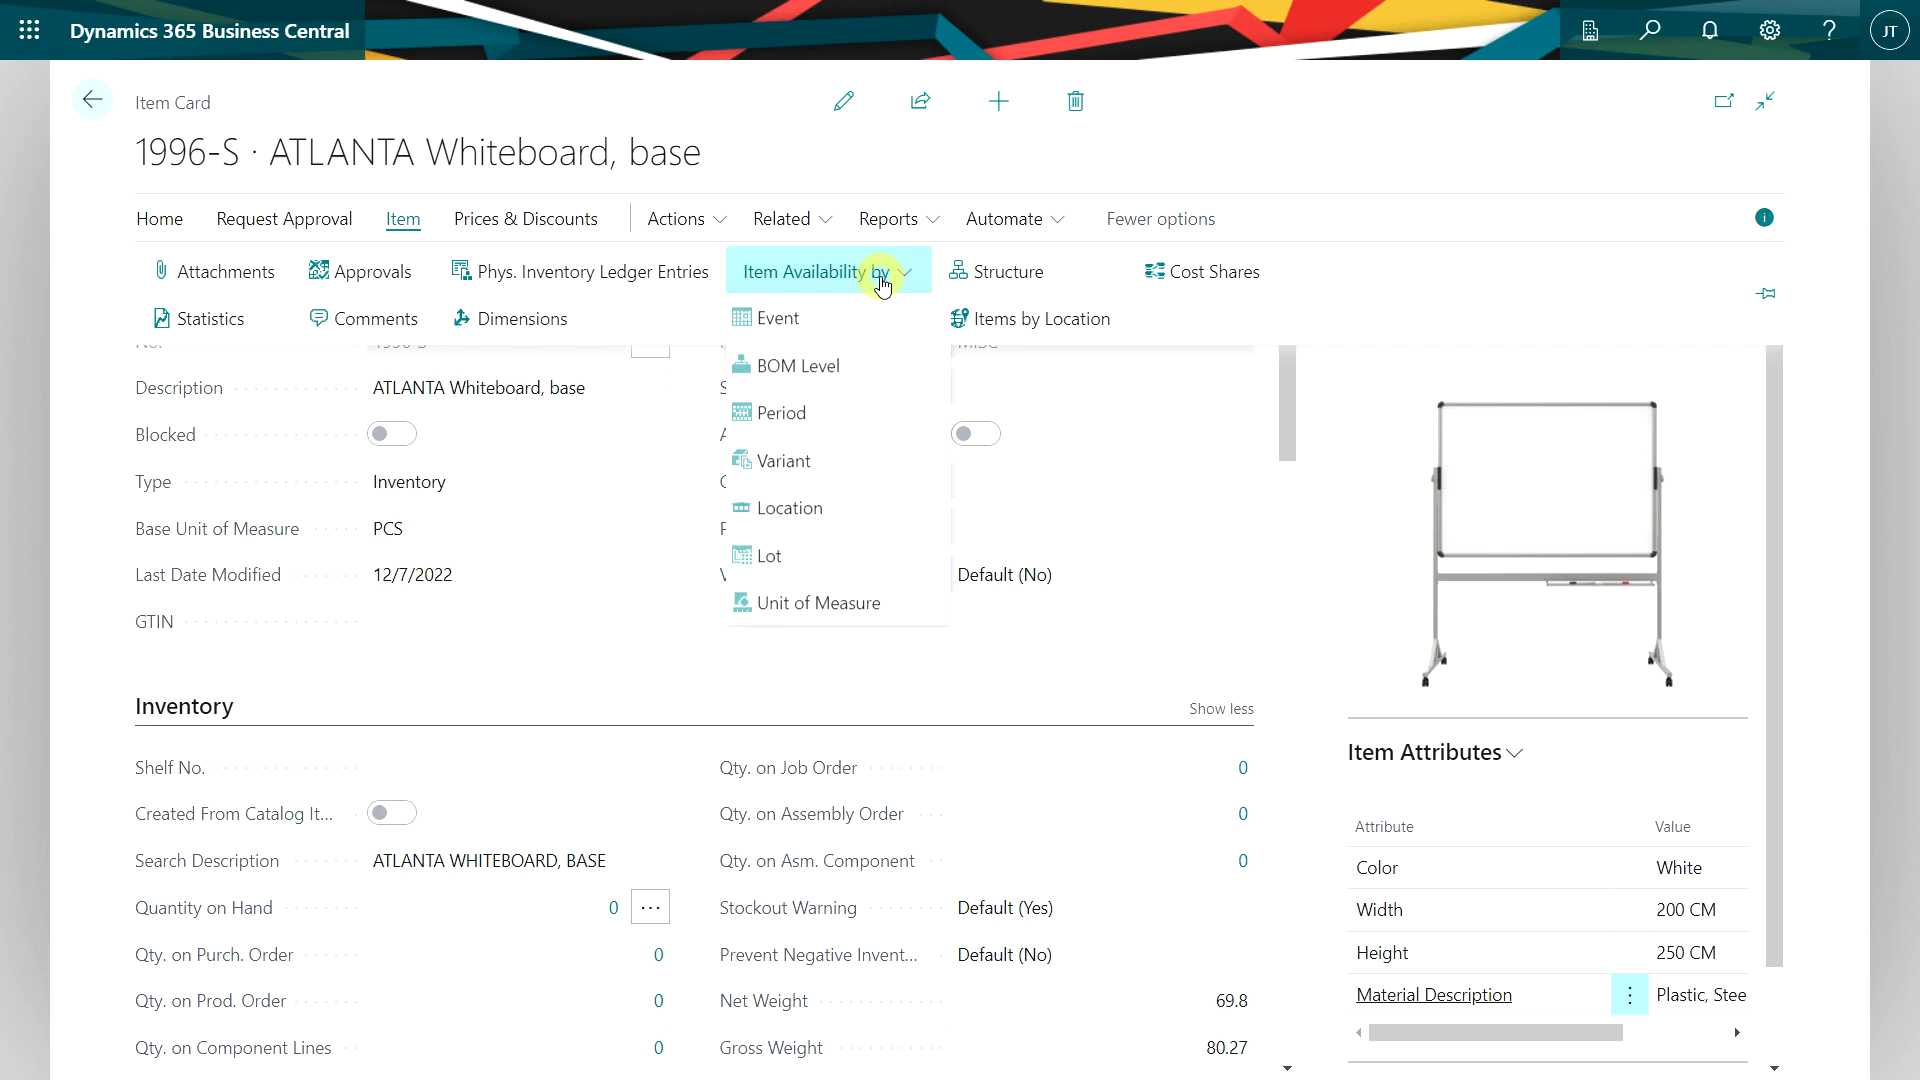 Dynamics 365 Business Central
JT
Item Card
1996-S · ATLANTA Whiteboard, base
Home Request Approval Item Prices & Discounts Actions Related Reports Automate Fewer options
Attachments Approvals Phys. Inventory Ledger Entries Item Availability by Structure Cost Shares
Statistics Comments Dimensions Items by Location
Event
BOM Level
Period
Variant
Location
Lot
Unit of Measure
Description ATLANTA Whiteboard, base
Blocked
Type Inventory
Base Unit of Measure PCS
Last Date Modified 12/7/2022
Default (No)
GTIN
Inventory
Show less
Shelf No.
Created From Catalog It...
Search Description ATLANTA WHITEBOARD, BASE
Quantity on Hand 0 ...
Qty. on Purch. Order 0
Qty. on Prod. Order 0
Qty. on Component Lines 0
Qty. on Job Order 0
Qty. on Assembly Order 0
Qty. on Asm. Component 0
Stockout Warning Default (Yes)
Prevent Negative Invent... Default (No)
Net Weight 69.8
Gross Weight 80.27
Item Attributes
Attribute Value
Color White
Width 200 CM
Height 250 CM
Material Description Plastic, Stee